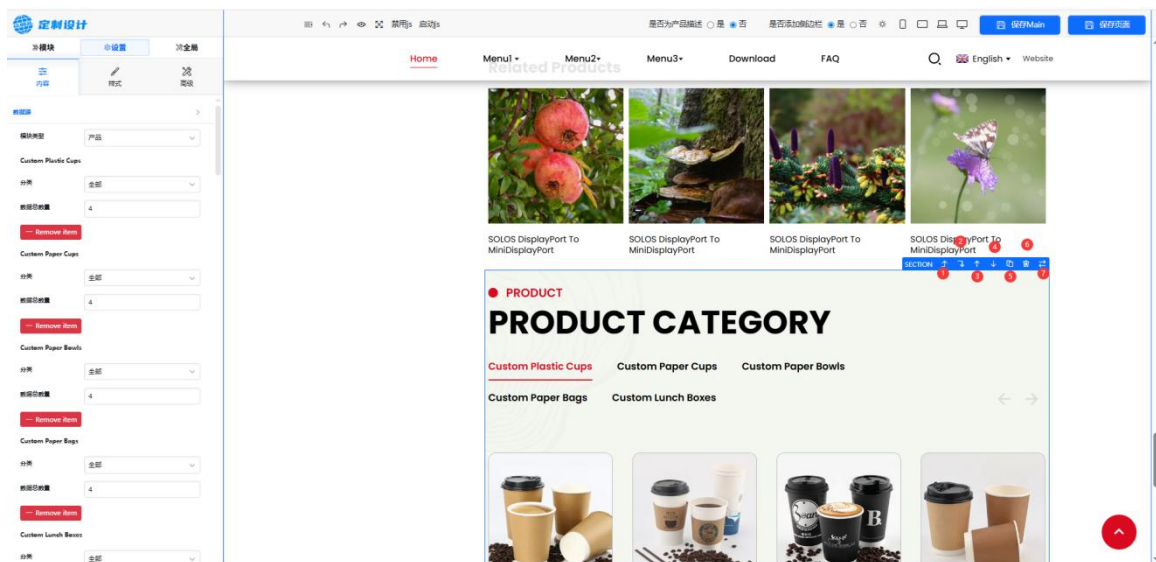 定制设计
禁用js 启动js
是否为产品描述 是 否
是否添加侧边栏 是 否
保存Main
保存页面
模块 设置 全局
内容 样式 高级
数据源
模块类型 产品
Custom Plastic Cups
分类 全部
数据总数量 4
— Remove item
Custom Paper Cups
分类 全部
数据总数量 4
— Remove item
Custom Paper Bowls
分类 全部
数据总数量 4
— Remove item
Custom Paper Bags
分类 全部
数据总数量 4
— Remove item
Custom Lunch Boxes
分类 全部
Home Menu1 Menu2 Menu3 Download FAQ English Website
Related Products
SOLOS DisplayPort To
MiniDisplayPort
SOLOS DisplayPort To
MiniDisplayPort
SOLOS DisplayPort To
MiniDisplayPort
SOLOS DisplayPort To
MiniDisplayPort
SECTION
1 2 3 4 5 6 7
PRODUCT
PRODUCT CATEGORY
Custom Plastic Cups Custom Paper Cups Custom Paper Bowls
Custom Paper Bags Custom Lunch Boxes
B